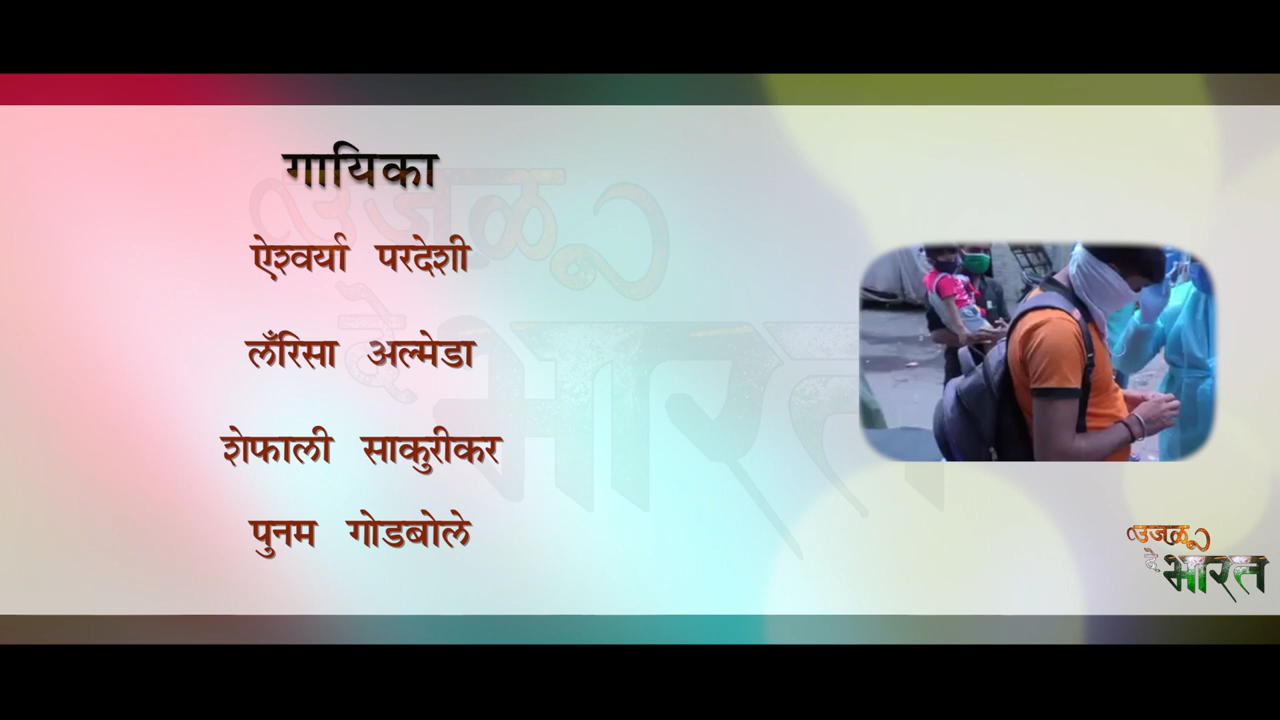 गायिका
ऐश्वर्या परदेशी
लॅंरिसा अल्मेडा
शेफाली साकुरीकर
पुनम गोडबोले
उजळू
दे
भारत